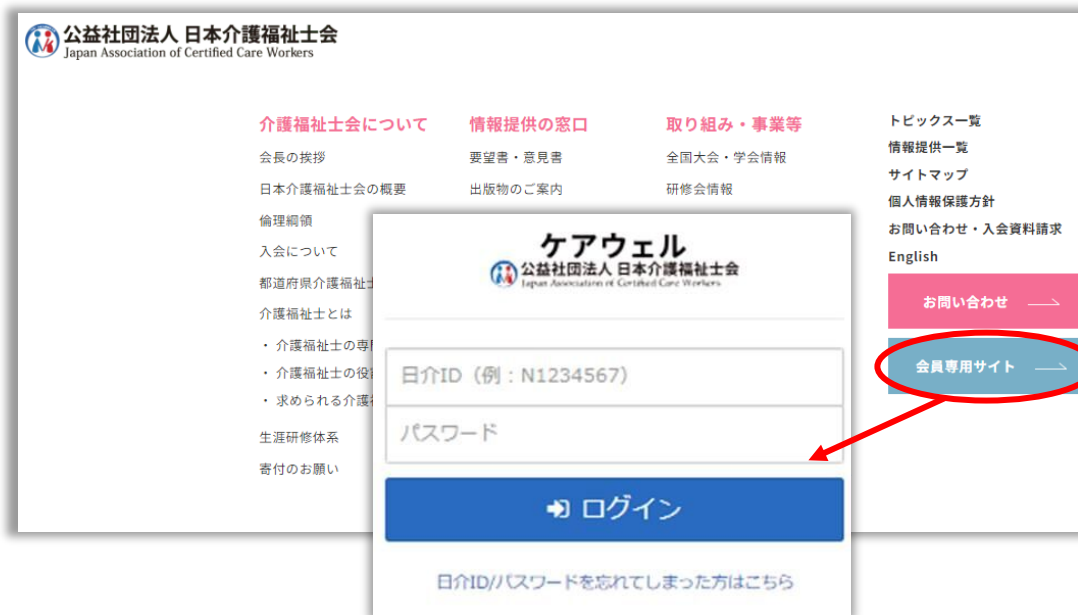 公益社団法人 日本介護福祉士会
Japan Association of Certified Care Workers
介護福祉士会について
会長の挨拶
日本介護福祉士会の概要
倫理綱領
入会について
都道府県介護福祉士
介護福祉士とは
・ 介護福祉士の専門
・ 介護福祉士の役
・ 求められる介護
生涯研修体系
寄付のお願い
情報提供の窓口
要望書・意見書
出版物のご案内
取り組み・事業等
全国大会・学会情報
研修会情報
トピックス一覧
情報提供一覧
サイトマップ
個人情報保護方針
お問い合わせ・入会資料請求
English
お問い合わせ
会員専用サイト
ケアウェル
公益社団法人 日本介護福祉士会
Japan Association of Certified Care Workers
日介ID（例：N1234567）
パスワード
ログイン
日介ID/パスワードを忘れてしまった方はこちら